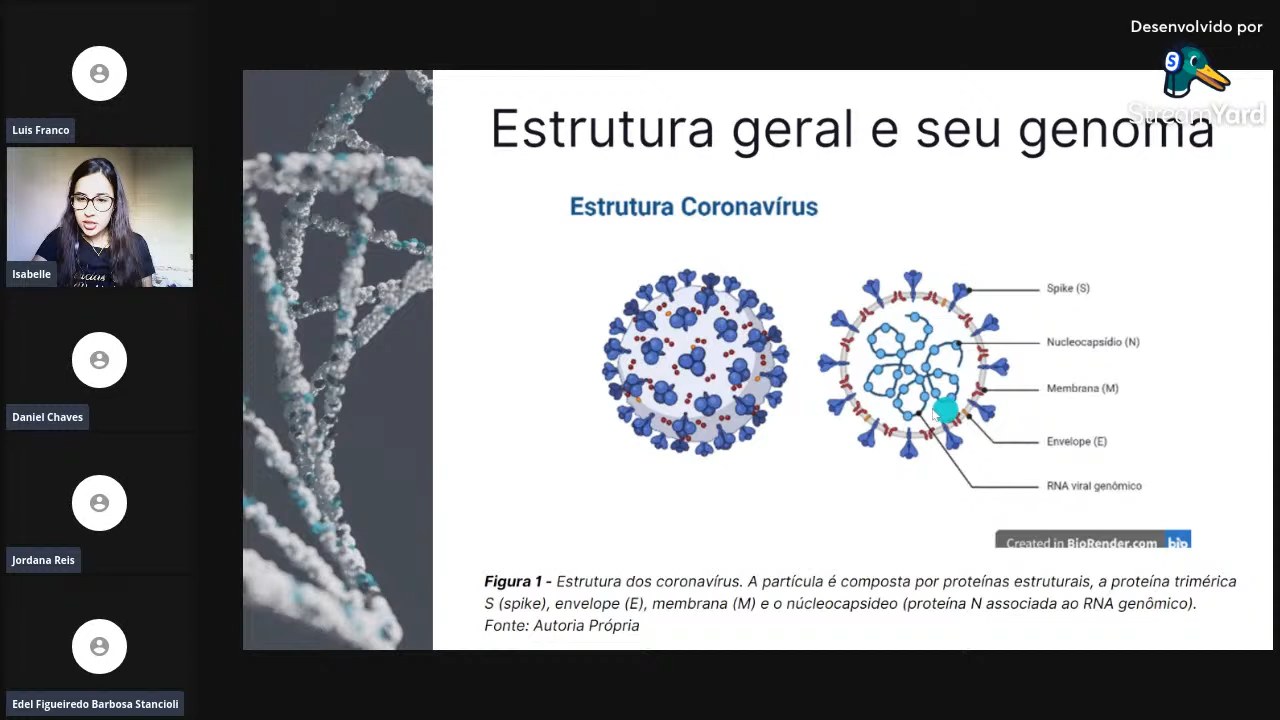 Desenvolvido por
StreamYard
Luis Franco
Isabelle
Daniel Chaves
Jordana Reis
Edel Figueiredo Barbosa Stancioli
Estrutura geral e seu genoma
Estrutura Coronavírus
Spike (S)
Nucleocapsídio (N)
Membrana (M)
Envelope (E)
RNA viral genômico
Created in BioRender.com bio
Figura 1 - Estrutura dos coronavírus. A partícula é composta por proteínas estruturais, a proteína trimérica
S (spike), envelope (E), membrana (M) e o núcleocapsideo (proteína N associada ao RNA genômico).
Fonte: Autoria Própria